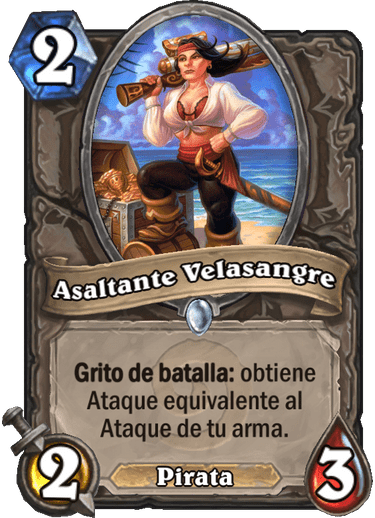 2
Asaltante Velasangre
Grito de batalla: obtiene
Ataque equivalente al
Ataque de tu arma.
2
Pirata
3